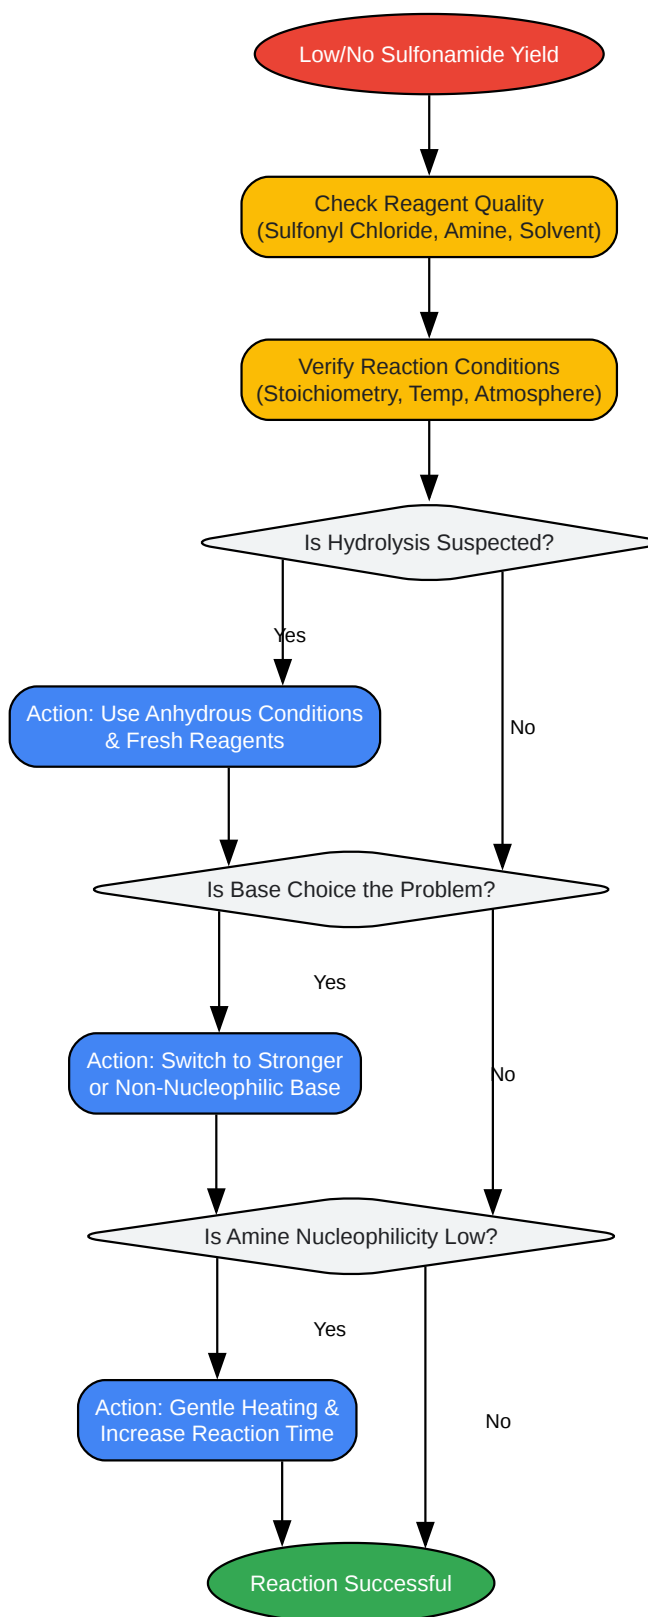 Low/No Sulfonamide Yield
Check Reagent Quality
(Sulfonyl Chloride, Amine, Solvent)
Verify Reaction Conditions
(Stoichiometry, Temp, Atmosphere)
Is Hydrolysis Suspected?
Yes
Action: Use Anhydrous Conditions
& Fresh Reagents
No
Is Base Choice the Problem?
Yes
Action: Switch to Stronger
or Non-Nucleophilic Base
No
Is Amine Nucleophilicity Low?
Yes
Action: Gentle Heating &
Increase Reaction Time
No
Reaction Successful